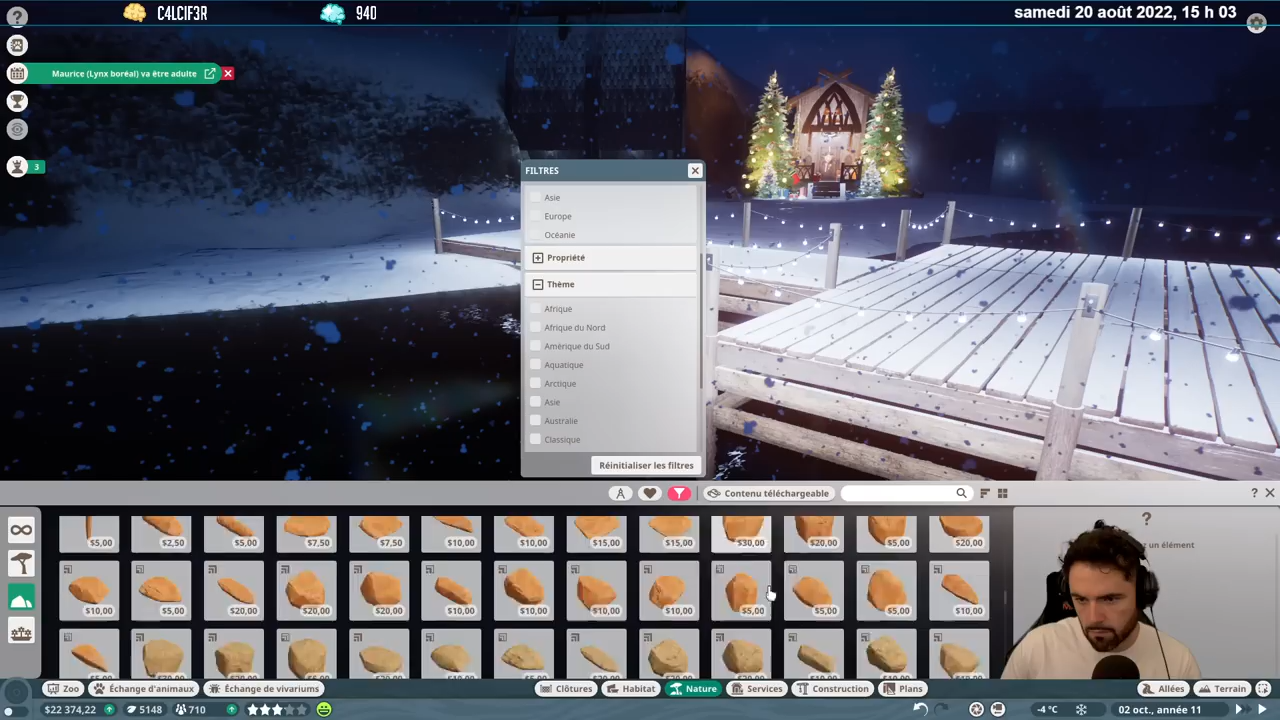 C4LCIF3R
940
samedi 20 août 2022, 15 h 03
Maurice (Lynx boréal) va être adulte
3
FILTRES
Asie
Europe
Océanie
Propriété
Thème
Afrique
Afrique du Nord
Amérique du Sud
Aquatique
Arctique
Asie
Australie
Classique
Réinitialiser les filtres
Contenu téléchargeable
$5,00 $2,50 $5,00 $7,50 $7,50 $10,00 $10,00 $15,00 $15,00 $30,00 $20,00 $5,00 $20,00
un élément
$10,00 $5,00 $20,00 $20,00 $20,00 $10,00 $10,00 $10,00 $10,00 $5,00 $5,00 $5,00 $10,00
Zoo Échange d'animaux Échange de vivariums Clôtures Habitat Nature Services Construction Plans Allées Terrain
$22 374,22 5148 710 -4 °C 02 oct., année 11